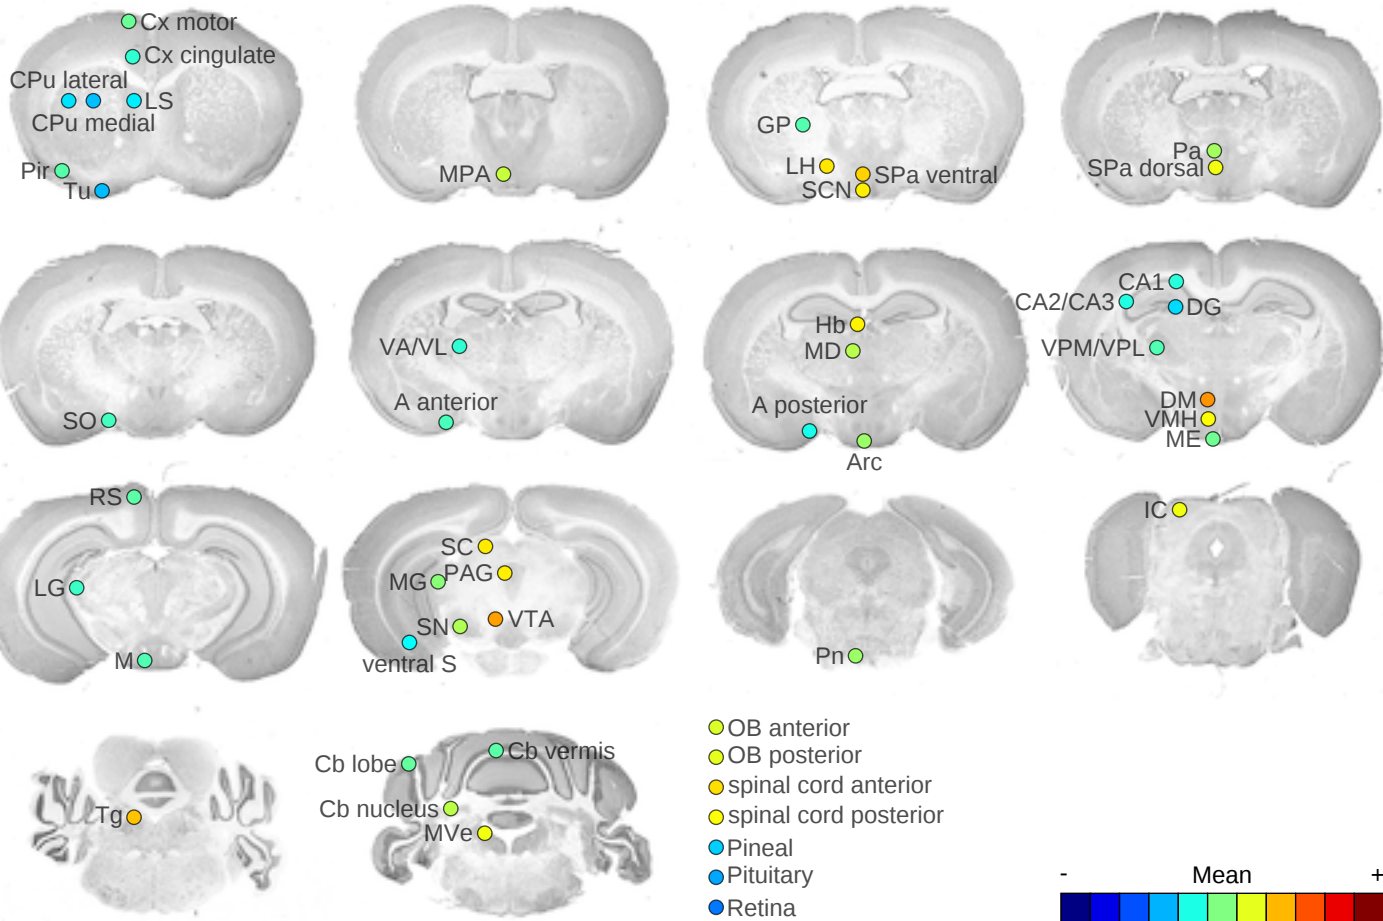 Cx motor
Cx cingulate
CPu lateral
LS
CPu medial
Pir
Tu
MPA
GP
LH
SPa ventral
SCN
Pa
SPa dorsal
SO
VA/VL
A anterior
Hb
MD
A posterior
Arc
CA1
CA2/CA3
DG
VPM/VPL
DM
VMH
ME
RS
LG
M
SC
PAG
MG
SN
VTA
ventral S
Pn
IC
Tg
Cb lobe
Cb vermis
Cb nucleus
MVe
OB anterior
OB posterior
spinal cord anterior
spinal cord posterior
Pineal
Pituitary
Retina
- Mean +